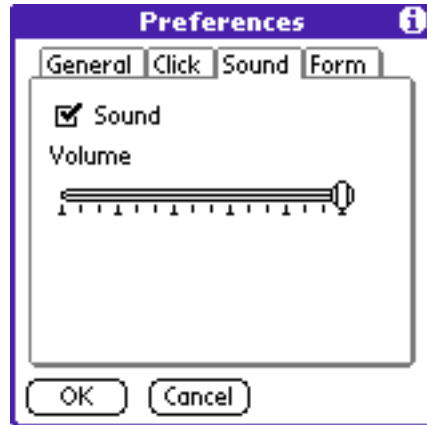 Preferences i
General Click Sound Form
Sound
Volume
OK Cancel